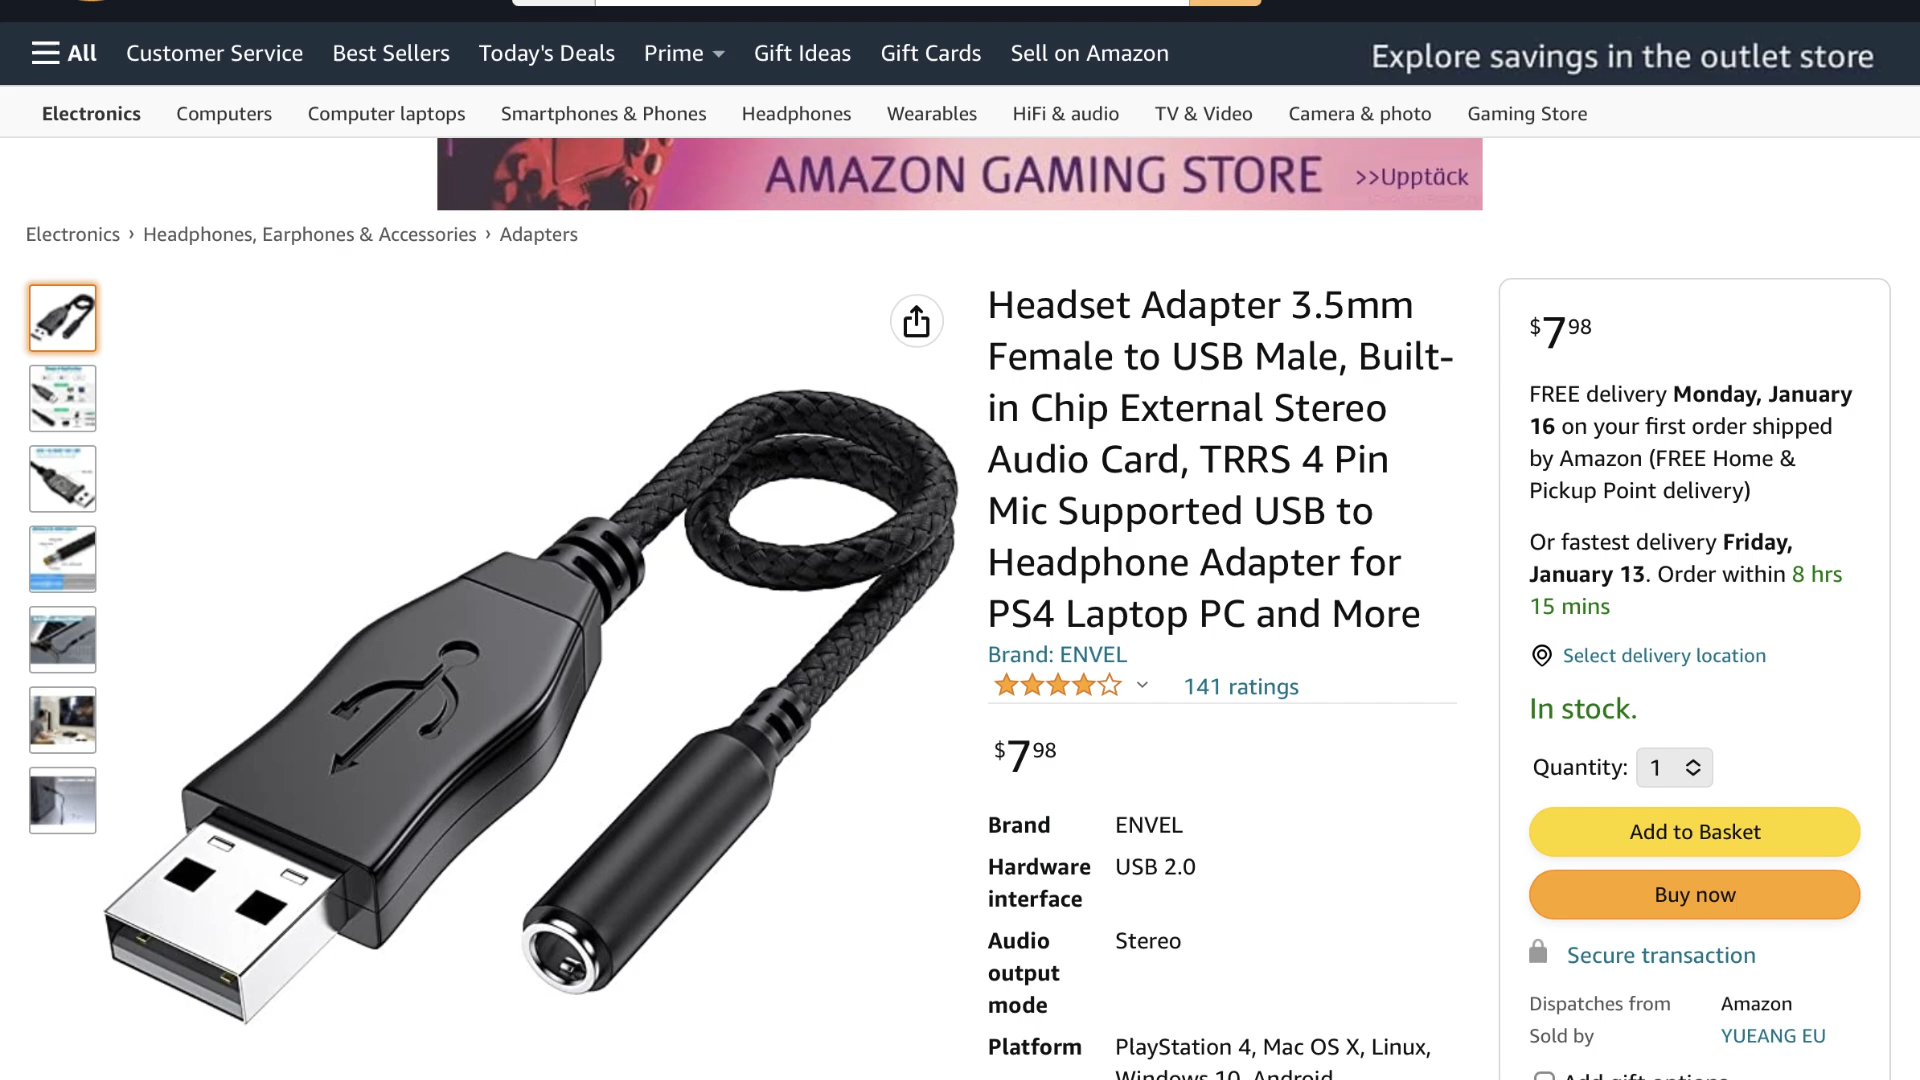 All
Customer Service
Best Sellers
Today's Deals
Prime
Gift Ideas
Gift Cards
Sell on Amazon
Explore savings in the outlet store
Electronics
Computers
Computer laptops
Smartphones & Phones
Headphones
Wearables
HiFi & audio
TV & Video
Camera & photo
Gaming Store
AMAZON GAMING STORE
>>Upptäck
Electronics › Headphones, Earphones & Accessories › Adapters
Headset Adapter 3.5mm
Female to USB Male, Built-
in Chip External Stereo
Audio Card, TRRS 4 Pin
Mic Supported USB to
Headphone Adapter for
PS4 Laptop PC and More
Brand: ENVEL
141 ratings
$7 98
Brand ENVEL
Hardware interface USB 2.0
Audio output mode Stereo
Platform PlayStation 4, Mac OS X, Linux,
Windows 10, Android
$7 98
FREE delivery Monday, January
16 on your first order shipped
by Amazon (FREE Home &
Pickup Point delivery)
Or fastest delivery Friday,
January 13. Order within 8 hrs
15 mins
Select delivery location
In stock.
Quantity: 1
Add to Basket
Buy now
Secure transaction
Dispatches from Amazon
Sold by YUEANG EU
Add gift options